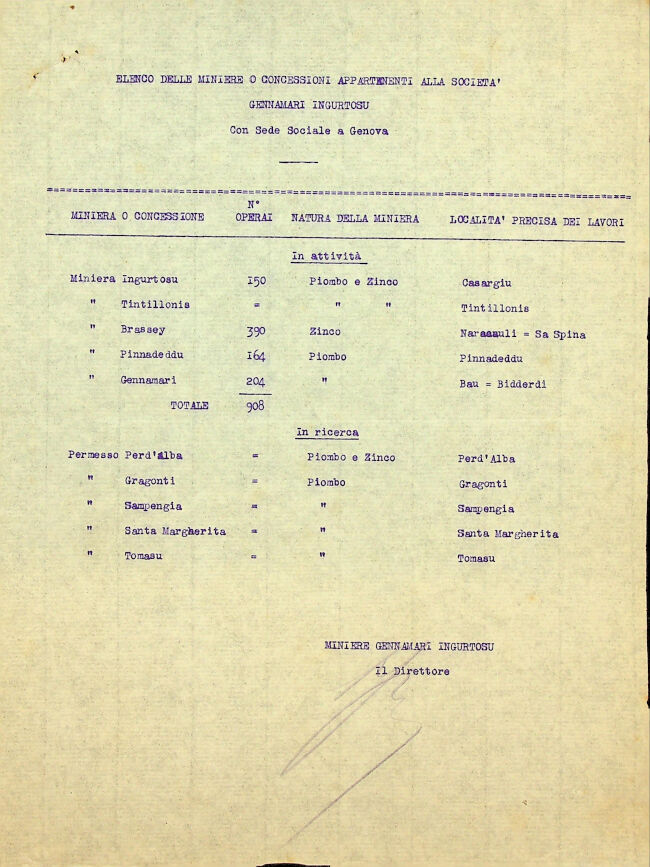 ELENCO DELLE MINIERE O CONCESSIONI APPARTENENTI ALLA SOCIETA'
GENNAMARI INGURTOSU
Con Sede Sociale a Genova
MINIERA O CONCESSIONE N° OPERAI NATURA DELLA MINIERA LOCALITA' PRECISA DEI LAVORI
In attività
Miniera Ingurtosu 150 Piombo e Zinco Casargiu
" Tintillonis = " " Tintillonis
" Brassey 390 Zinco Naracauli = Sa Spina
" Pinnadeddu 164 Piombo Pinnadeddu
" Gennamari 204 " Bau = Bidderdi
TOTALE 908
In ricerca
Permesso Perd'Alba = Piombo e Zinco Perd'Alba
" Gragonti = Piombo Gragonti
" Sampengia = " Sampengia
" Santa Margherita = " Santa Margherita
" Tomasu = " Tomasu
MINIERE GENNAMARI INGURTOSU
Il Direttore